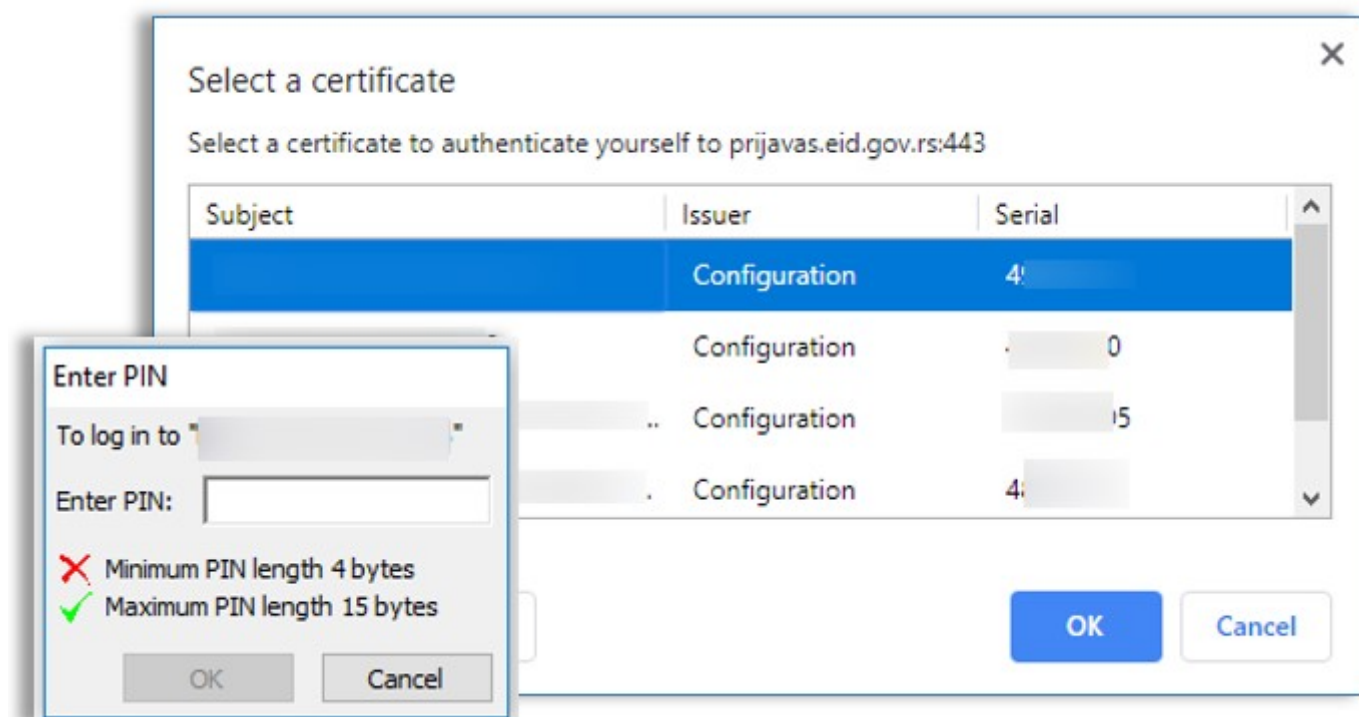 Select a certificate
Select a certificate to authenticate yourself to prijavas.eid.gov.rs:443
Subject Issuer Serial
Configuration
Configuration
Configuration
Configuration
OK Cancel
Enter PIN
To log in to " "
Enter PIN:
Minimum PIN length 4 bytes
Maximum PIN length 15 bytes
OK Cancel